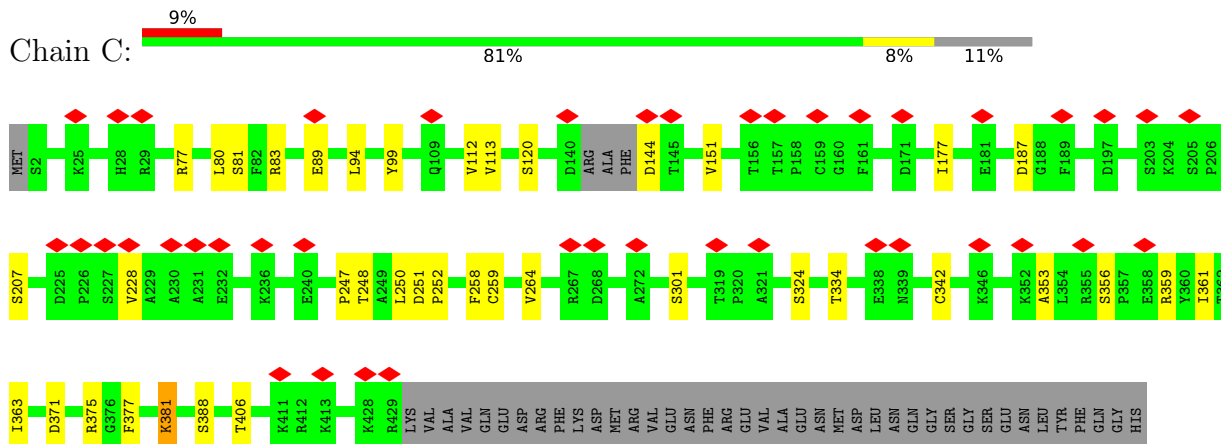 9%
Chain C:
81% 8% 11%
MET S2 K25 H28 R29 R77 L80 S81 F82 R83 E89 L94 Y99 Q109 V112 V113 S120 D140 ARG ALA PHE D144 T145 V151 T156 T157 P158 C159 G160 F161 D171 I177 E181 D187 G188 F189 D197 S203 K204 S205 P206
S207 D225 P226 S227 V228 A229 A230 A231 E232 K236 E240 P247 T248 A249 L250 D251 P252 F258 C259 V264 R267 D268 A272 S301 T319 P320 A321 S324 T334 E338 N339 C342 K346 K352 A353 L354 R355 S356 P357 E358 R359 Y360 I361
I363 D371 R375 G376 F377 K381 S388 T406 K411 R412 K413 K428 R429 LYS VAL ALA VAL GLN GLU ASP ARG PHE LYS ASP MET ARG VAL GLU ASN PHE ARG GLU VAL ALA GLU ASN MET ASP LEU ASN GLN GLY SER GLY SER GLU ASN LEU TYR PHE GLN GLY HIS